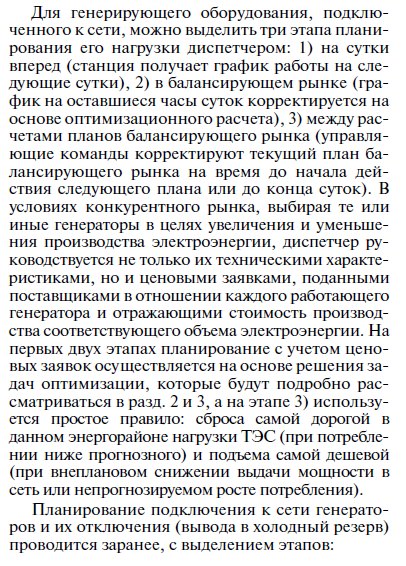 Для генерирующего оборудования, подклю-
ченного к сети, можно выделить три этапа плани-
рования его нагрузки диспетчером: 1) на сутки
вперед (станция получает график работы на сле-
дующие сутки), 2) в балансирующем рынке (гра-
фик на оставшиеся часы суток корректируется на
основе оптимизационного расчета), 3) между рас-
четами планов балансирующего рынка (управля-
ющие команды корректируют текущий план ба-
лансирующего рынка на время до начала дей-
ствия следующего плана или до конца суток). В
условиях конкурентного рынка, выбирая те или
иные генераторы в целях увеличения и уменьше-
ния производства электроэнергии, диспетчер ру-
ководствуется не только их техническими характе-
ристиками, но и ценовыми заявками, поданными
поставщиками в отношении каждого работающего
генератора и отражающими стоимость производ-
ства соответствующего объема электроэнергии. На
первых двух этапах планирование с учетом цено-
вых заявок осуществляется на основе решения за-
дач оптимизации, которые будут подробно рас-
сматриваться в разд. 2 и 3, а на этапе 3) использу-
ется простое правило: сброса самой дорогой в
данном энергорайоне нагрузки ТЭС (при потребле-
нии ниже прогнозного) и подъема самой дешевой
(при внеплановом снижении выдачи мощности в
сеть или непрогнозируемом росте потребления).
Планирование подключения к сети генерато-
ров и их отключения (вывода в холодный резерв)
проводится заранее, с выделением этапов: